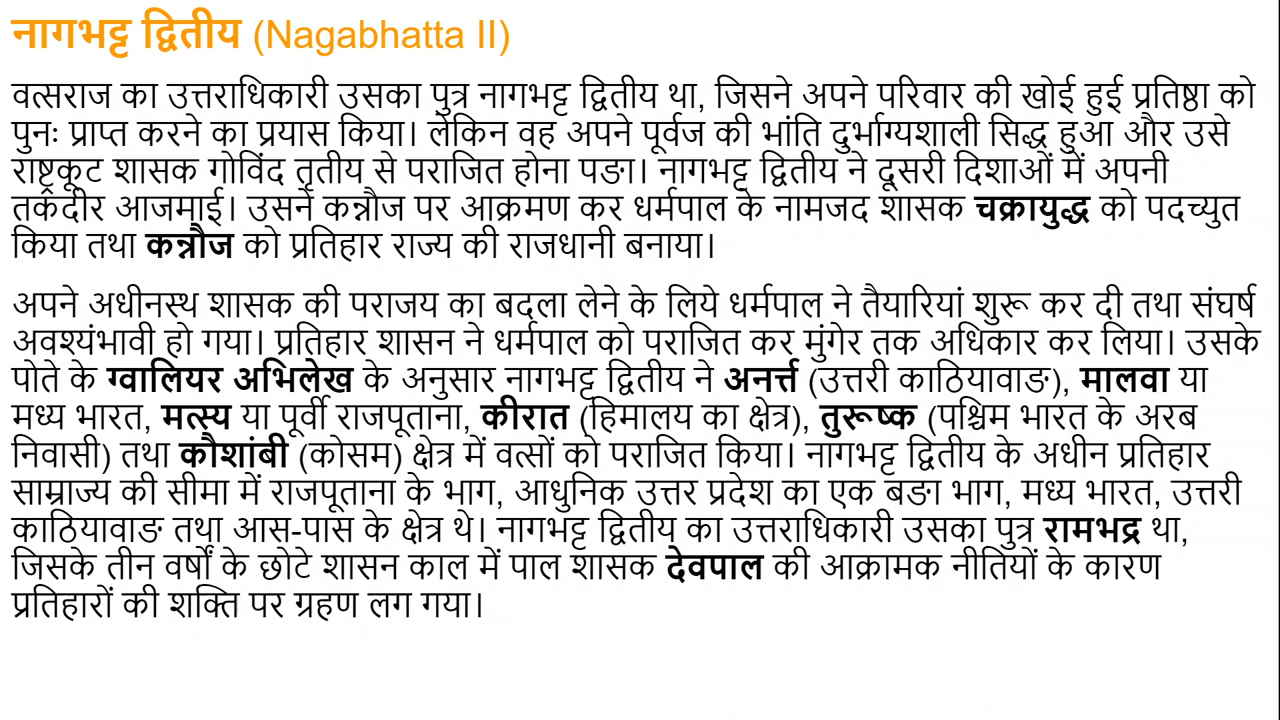 नागभट्ट द्वितीय (Nagabhatta II)
वत्सराज का उत्तराधिकारी उसका पुत्र नागभट्ट द्वितीय था, जिसने अपने परिवार की खोई हुई प्रतिष्ठा को
पुनः प्राप्त करने का प्रयास किया। लेकिन वह अपने पूर्वज की भांति दुर्भाग्यशाली सिद्ध हुआ और उसे
राष्ट्रकूट शासक गोविंद तृतीय से पराजित होना पङा। नागभट्ट द्वितीय ने दूसरी दिशाओं में अपनी
तकदीर आजमाई। उसने कन्नौज पर आक्रमण कर धर्मपाल के नामजद शासक चक्रायुद्ध को पदच्युत
किया तथा कन्नौज को प्रतिहार राज्य की राजधानी बनाया।
अपने अधीनस्थ शासक की पराजय का बदला लेने के लिये धर्मपाल ने तैयारियां शुरू कर दी तथा संघर्ष
अवश्यंभावी हो गया। प्रतिहार शासन ने धर्मपाल को पराजित कर मुंगेर तक अधिकार कर लिया। उसके
पोते के ग्वालियर अभिलेख के अनुसार नागभट्ट द्वितीय ने अनर्त्त (उत्तरी काठियावाङ), मालवा या
मध्य भारत, मत्स्य या पूर्वी राजपूताना, कीरात (हिमालय का क्षेत्र), तुरूष्क (पश्चिम भारत के अरब
निवासी) तथा कौशांबी (कोसम) क्षेत्र में वत्सों को पराजित किया। नागभट्ट द्वितीय के अधीन प्रतिहार
साम्राज्य की सीमा में राजपूताना के भाग, आधुनिक उत्तर प्रदेश का एक बङा भाग, मध्य भारत, उत्तरी
काठियावाङ तथा आस-पास के क्षेत्र थे। नागभट्ट द्वितीय का उत्तराधिकारी उसका पुत्र रामभद्र था,
जिसके तीन वर्षों के छोटे शासन काल में पाल शासक देवपाल की आक्रामक नीतियों के कारण
प्रतिहारों की शक्ति पर ग्रहण लग गया।